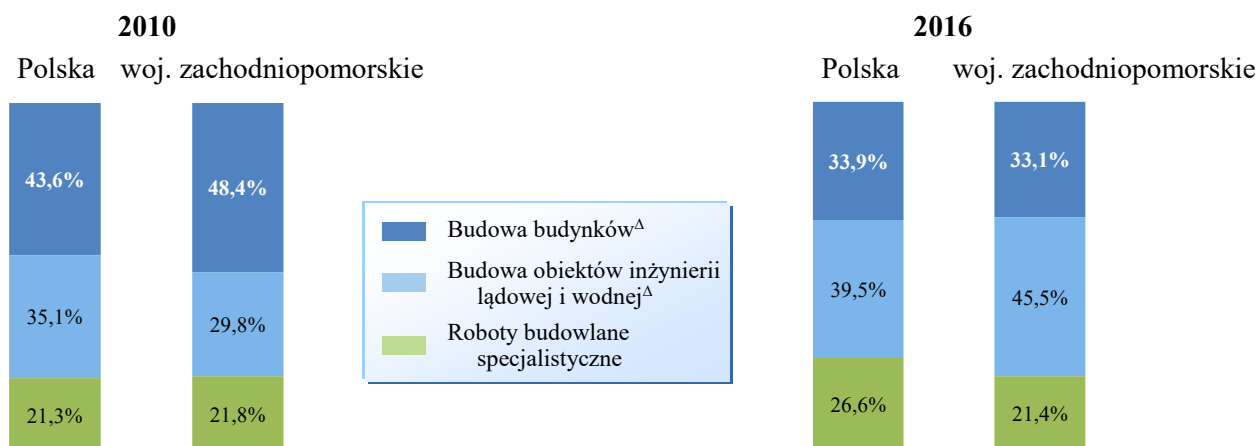 2010
Polska woj. zachodniopomorskie
43,6%
48,4%
35,1%
29,8%
21,3%
21,8%
Budowa budynków^Δ
Budowa obiektów inżynierii
lądowej i wodnej^Δ
Roboty budowlane
specjalistyczne
2016
Polska woj. zachodniopomorskie
33,9%
33,1%
39,5%
45,5%
26,6%
21,4%